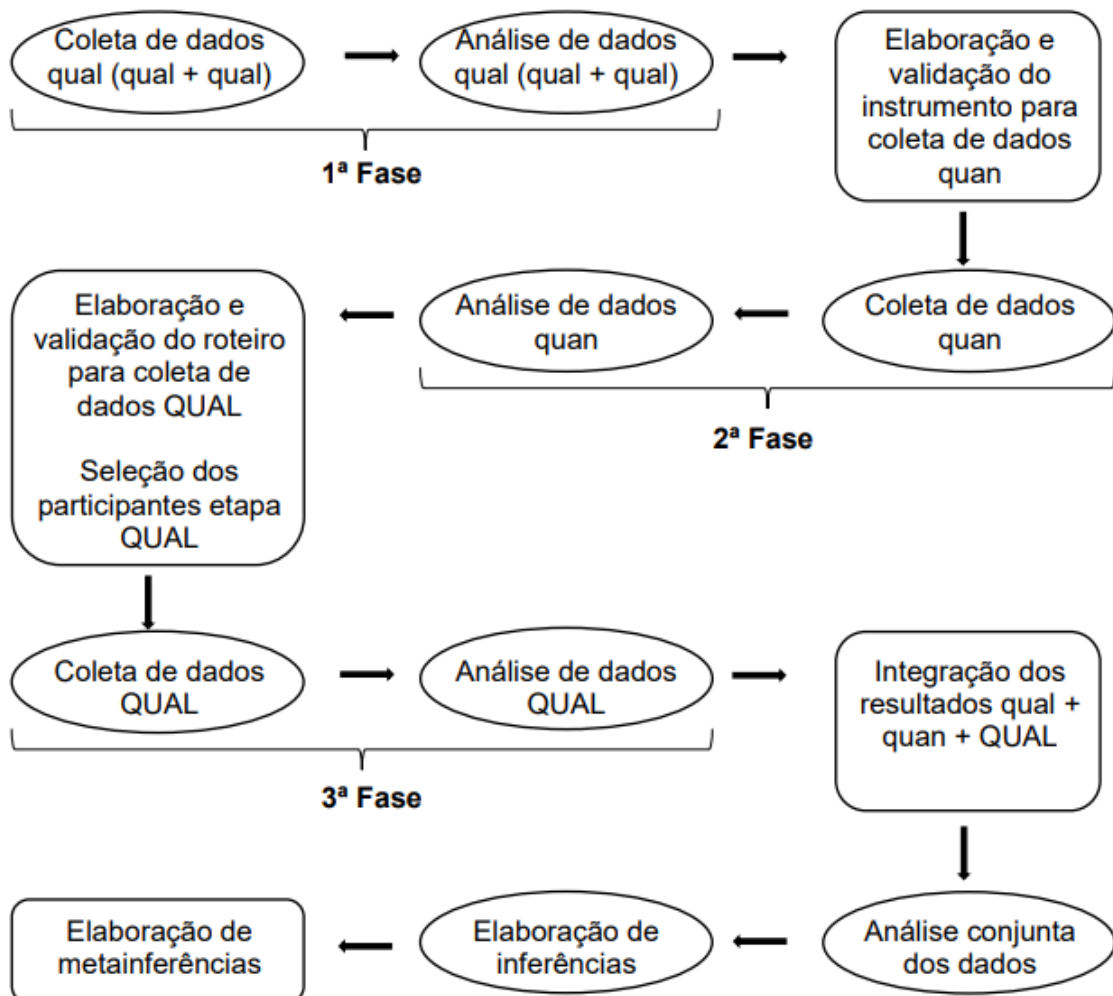 Coleta de dados
qual (qual + qual)
Análise de dados
qual (qual + qual)
Elaboração e
validação do
instrumento para
coleta de dados
quan
1ª Fase
Coleta de dados
quan
Análise de dados
quan
2ª Fase
Elaboração e
validação do roteiro
para coleta de
dados QUAL
Seleção dos
participantes etapa
QUAL
Coleta de dados
QUAL
Análise de dados
QUAL
3ª Fase
Integração dos
resultados qual +
quan + QUAL
Análise conjunta
dos dados
Elaboração de
inferências
Elaboração de
metainferências